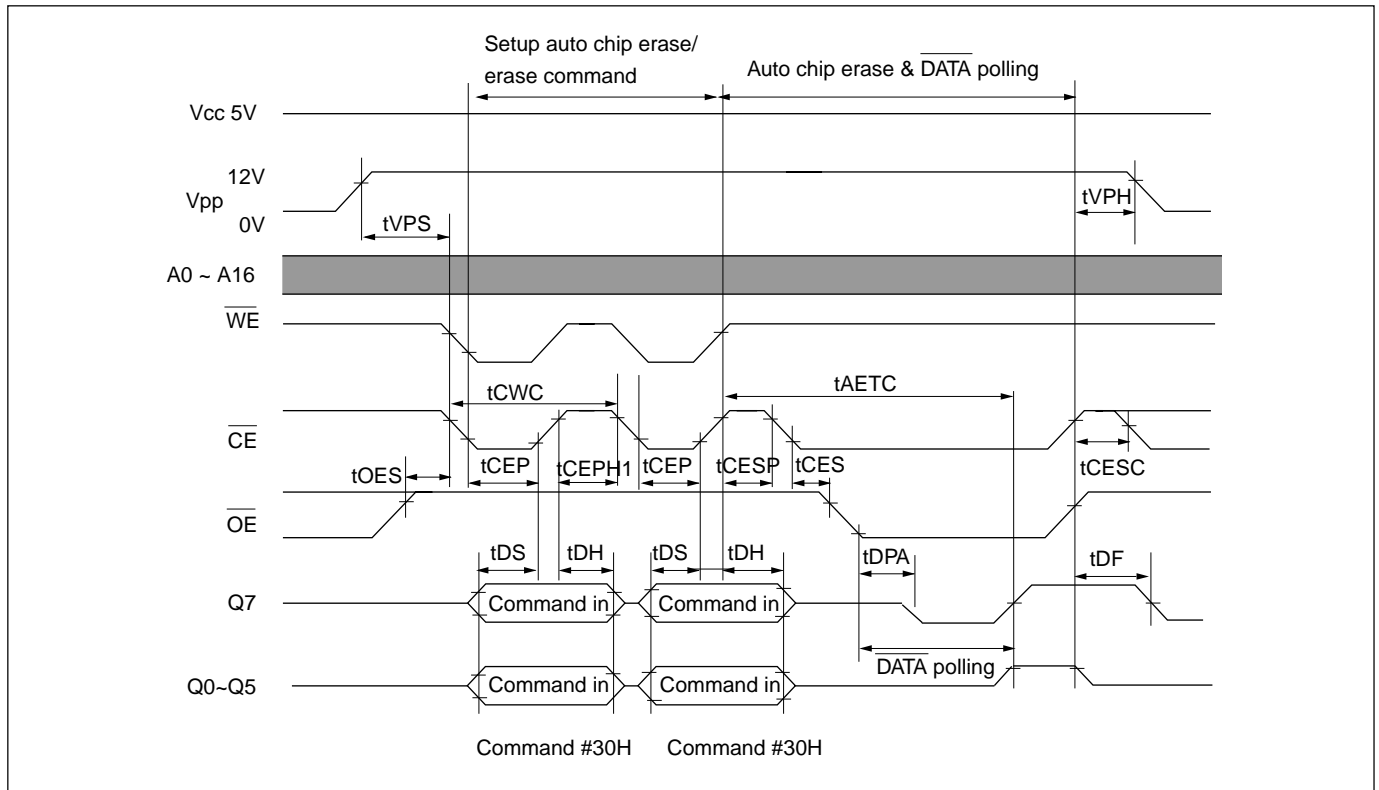 Setup auto chip erase/
erase command
Auto chip erase & DATA polling
Vcc 5V
12V
Vpp
0V
tVPS
tVPH
A0 ~ A16
WE
tCWC
tAETC
CE
tOES
tCEP
tCEPH1
tCEP
tCESP
tCES
tCESC
OE
tDS
tDH
tDS
tDH
tDPA
tDF
Q7
Command in
Command in
DATA polling
Q0~Q5
Command in
Command in
Command #30H
Command #30H